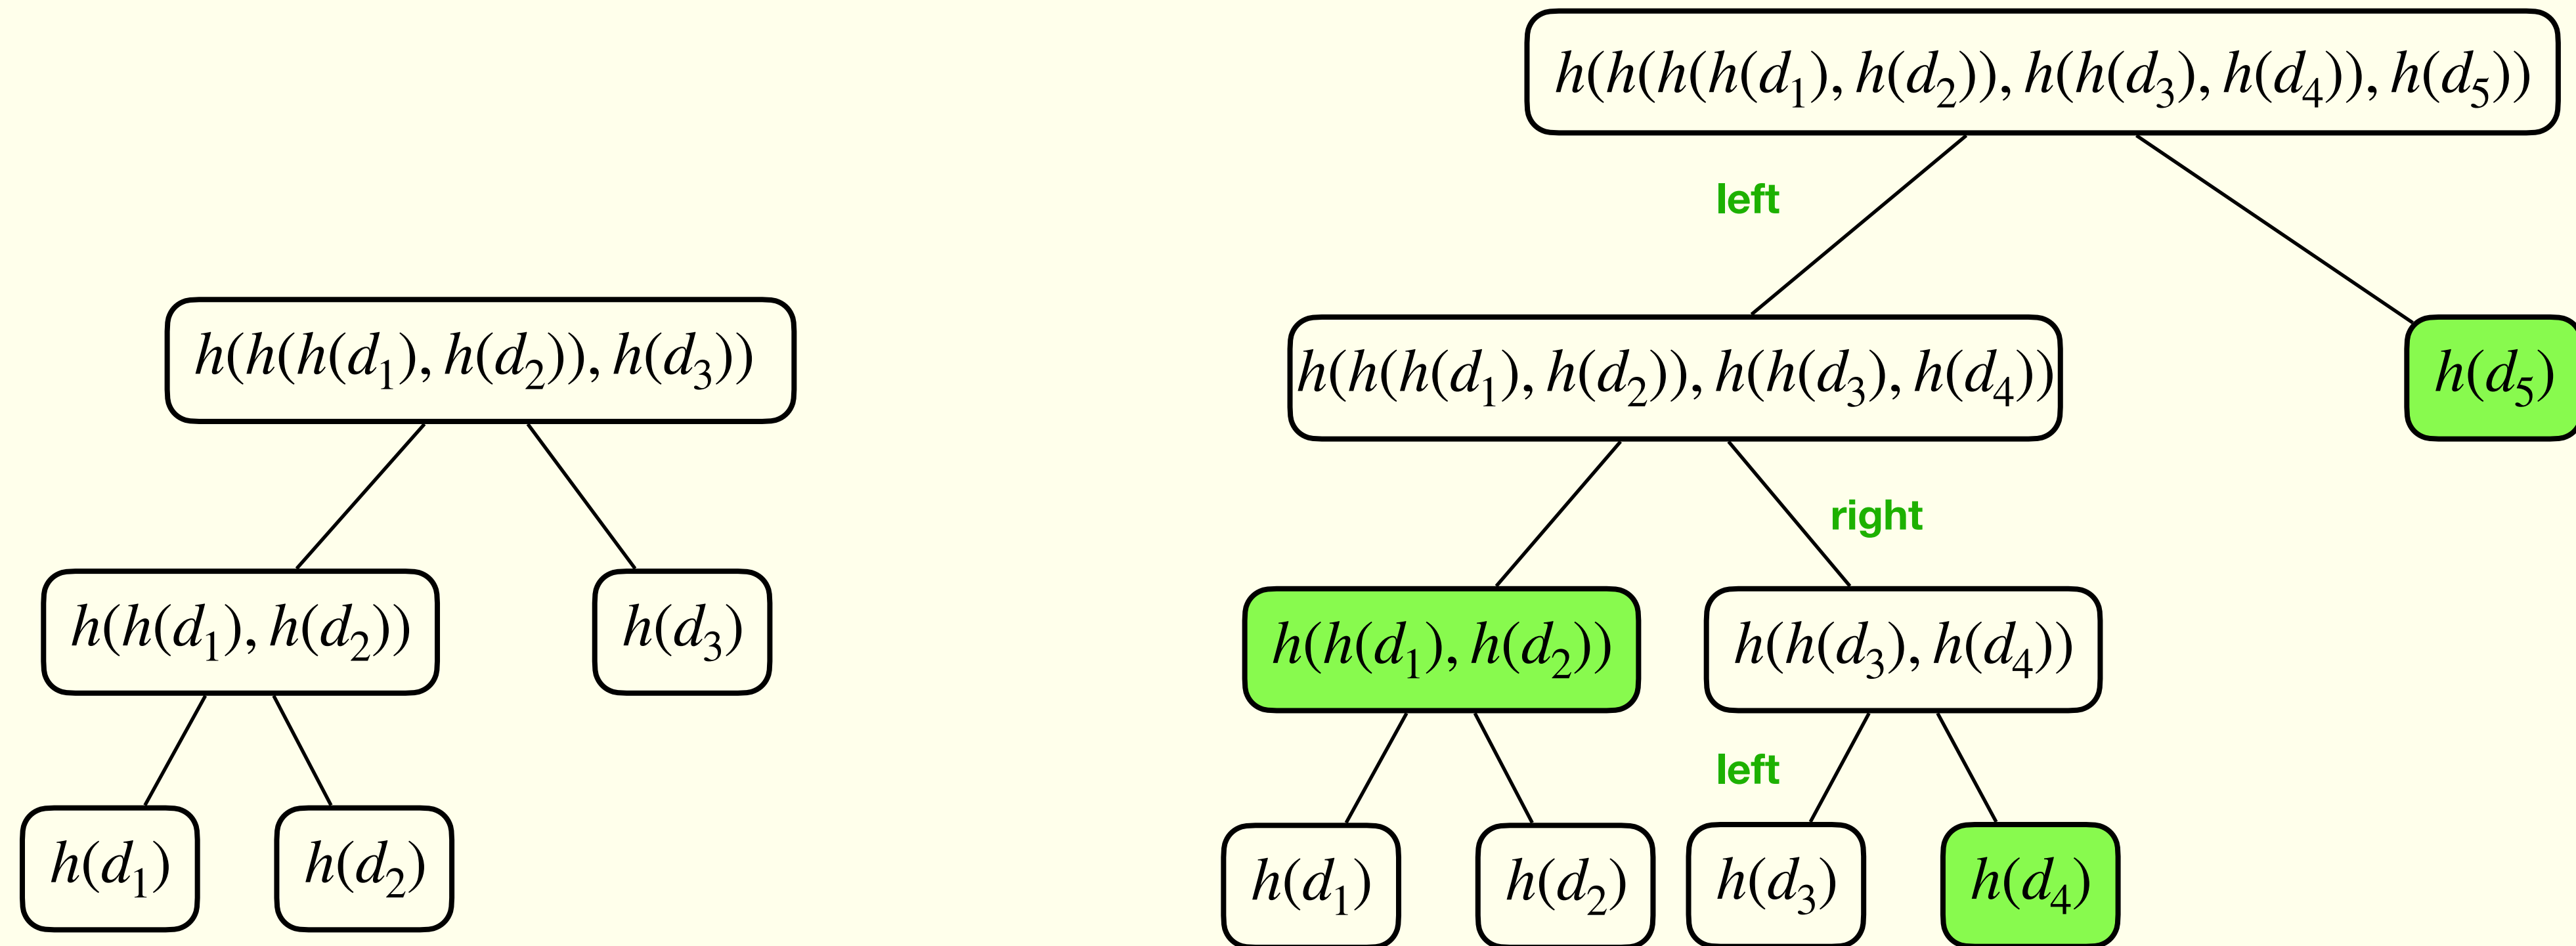 h(h(h(d₁), h(d₂)), h(d₃))
h(h(d₁), h(d₂))
h(d₃)
h(d₁)
h(d₂)
h(h(h(h(d₁), h(d₂)), h(h(d₃), h(d₄)), h(d₅))
left
h(h(h(d₁), h(d₂)), h(h(d₃), h(d₄))
h(d₅)
right
h(h(d₁), h(d₂))
h(h(d₃), h(d₄))
left
h(d₁)
h(d₂)
h(d₃)
h(d₄)